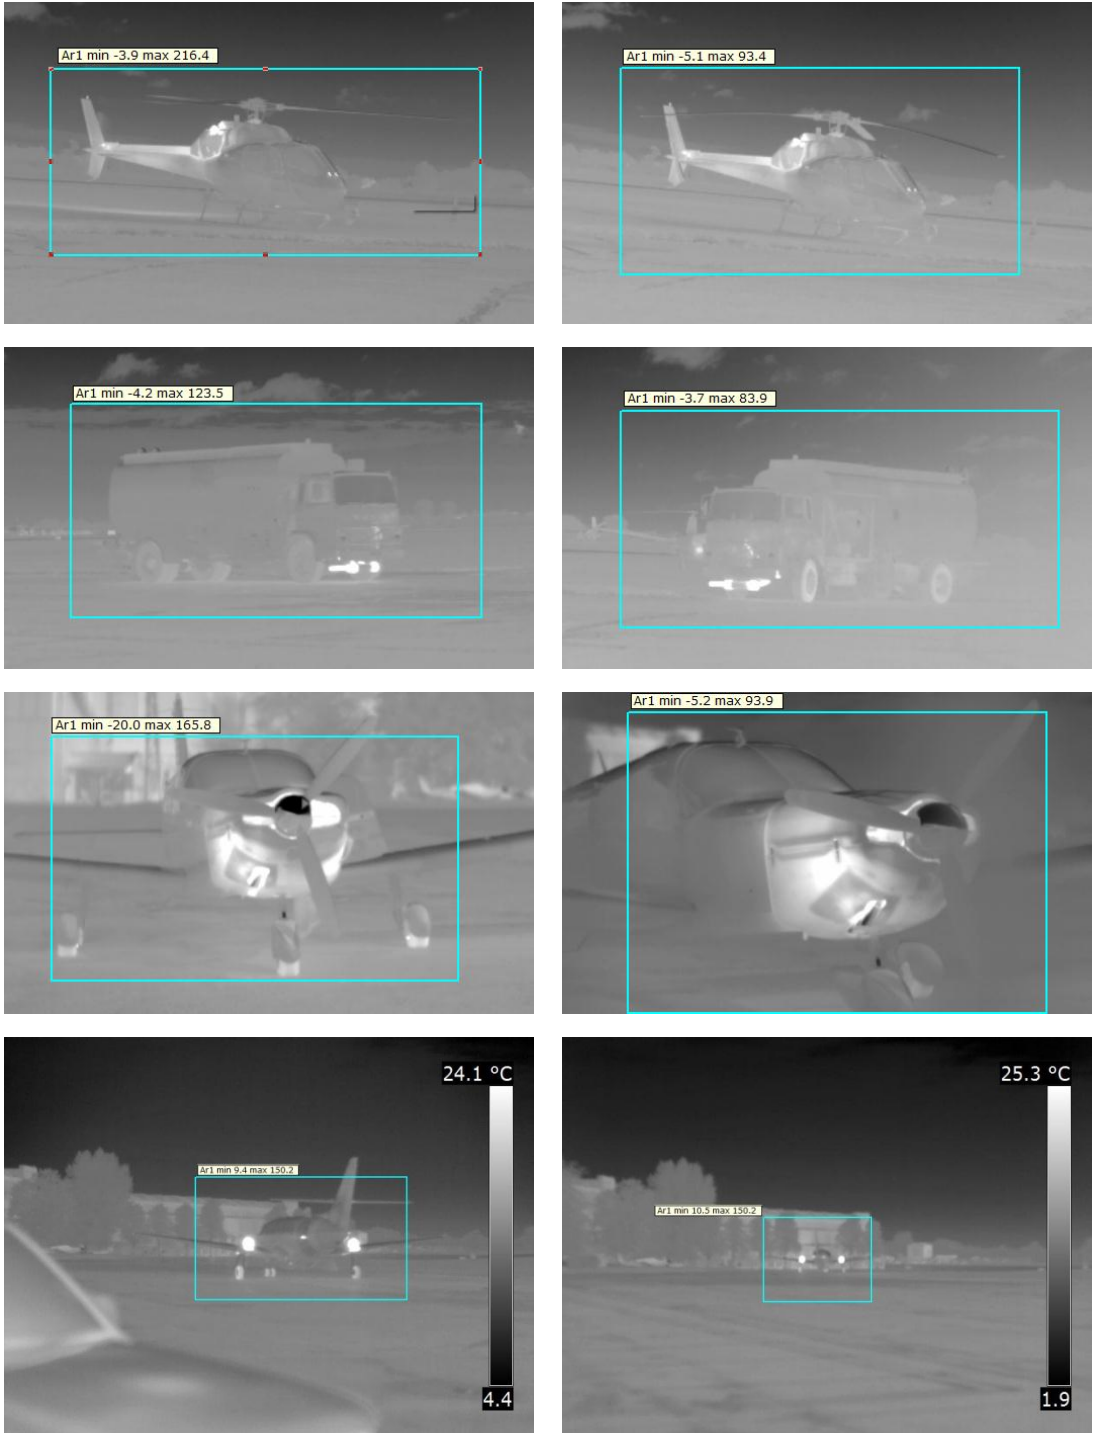 Ar1 min -3.9 max 216.4
Ar1 min -5.1 max 93.4
Ar1 min -4.2 max 123.5
Ar1 min -3.7 max 83.9
Ar1 min -20.0 max 165.8
Ar1 min -5.2 max 93.9
24.1 °C
Ar1 min 9.4 max 150.2
4.4
25.3 °C
Ar1 min 10.5 max 150.2
1.9